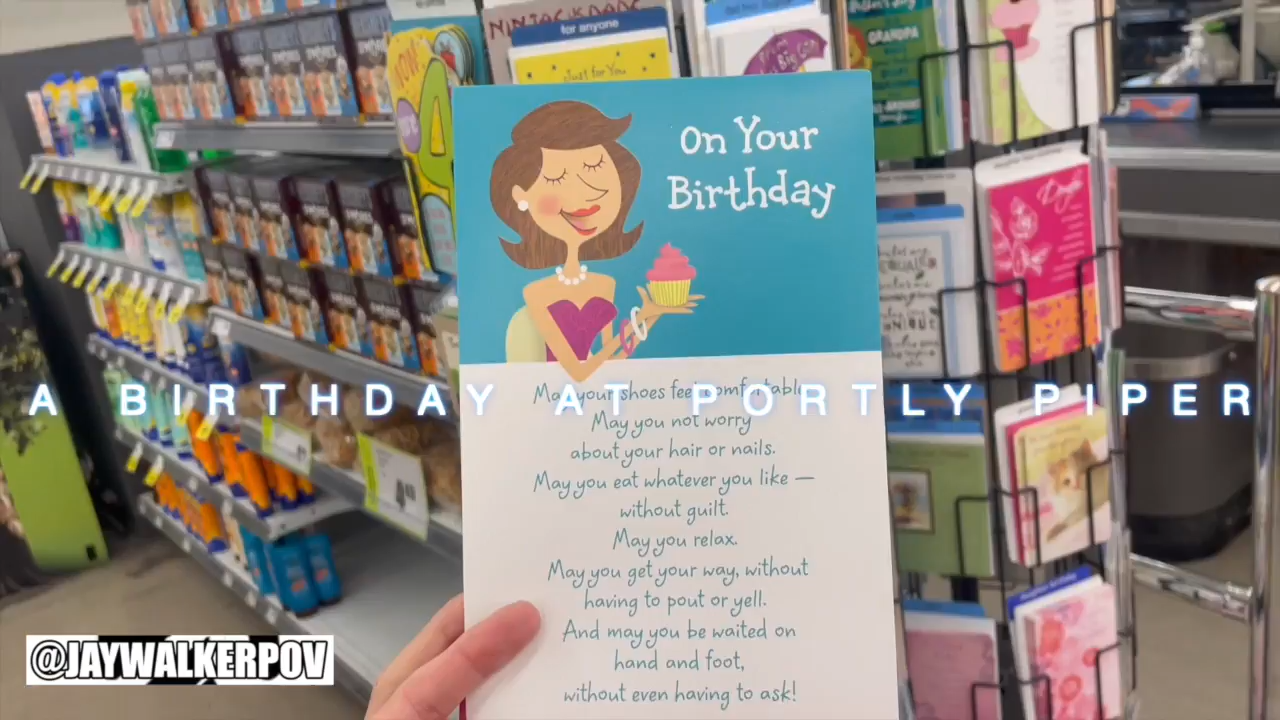 for anyone
Just for You
GRANDPA
On Your
Birthday
May your shoes feel comfortable.
A BIRTHDAY AT PORTLY PIPER
May you not worry
about your hair or nails.
May you eat whatever you like —
without guilt.
May you relax.
May you get your way, without
having to pout or yell.
And may you be waited on
hand and foot,
without even having to ask!
@JAYWALKERPOV